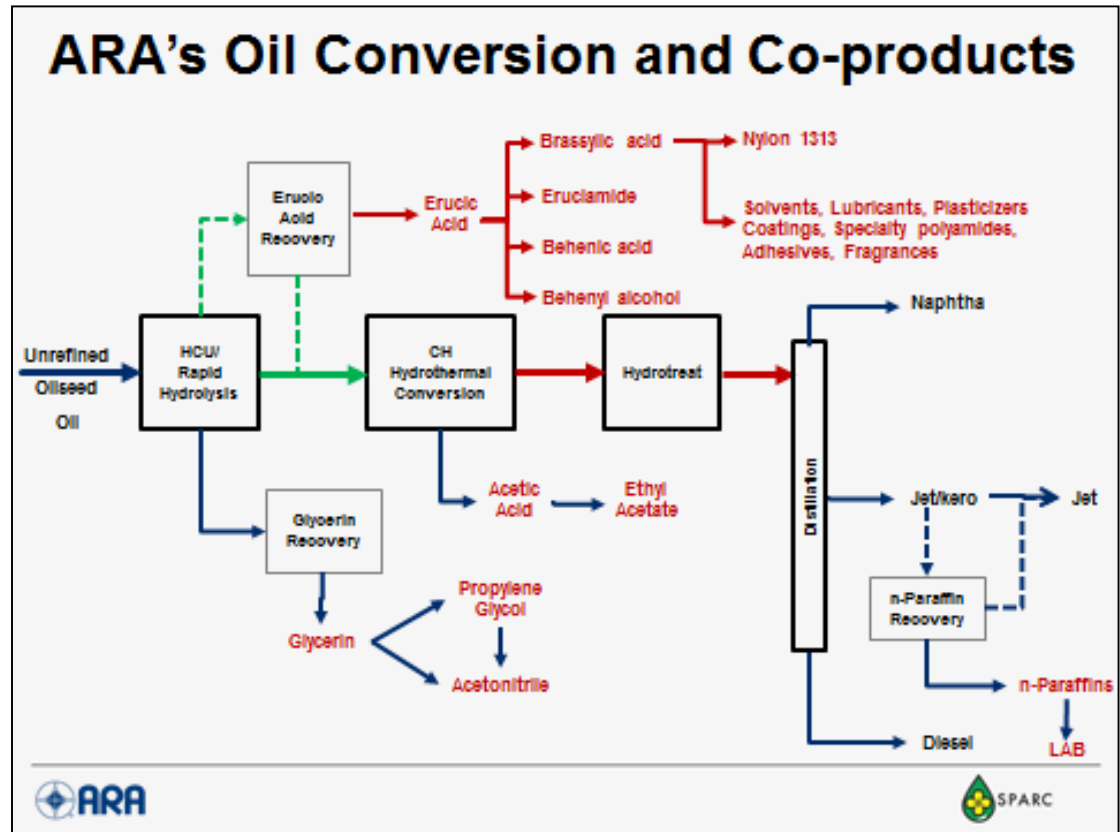 ARA's Oil Conversion and Co-products
Brassylic acid
Nylon 1313
Erucic
Acid
Recovery
Erucic
Acid
Eruciamide
Solvents, Lubricants, Plasticizers
Coatings, Specialty polyamides,
Adhesives, Fragrances
Behenic acid
Behenyl alcohol
Naphtha
Unrefined
Oilseed
Oil
HCU/
Rapid
Hydrolysis
CH
Hydrothermal
Conversion
Hydrotreat
Distillation
Acetic
Acid
Ethyl
Acetate
Jet/kero
Jet
Glycerin
Recovery
n-Paraffin
Recovery
Propylene
Glycol
Glycerin
Acetonitrile
n-Paraffins
Diesel
LAB
ARA
SPARC